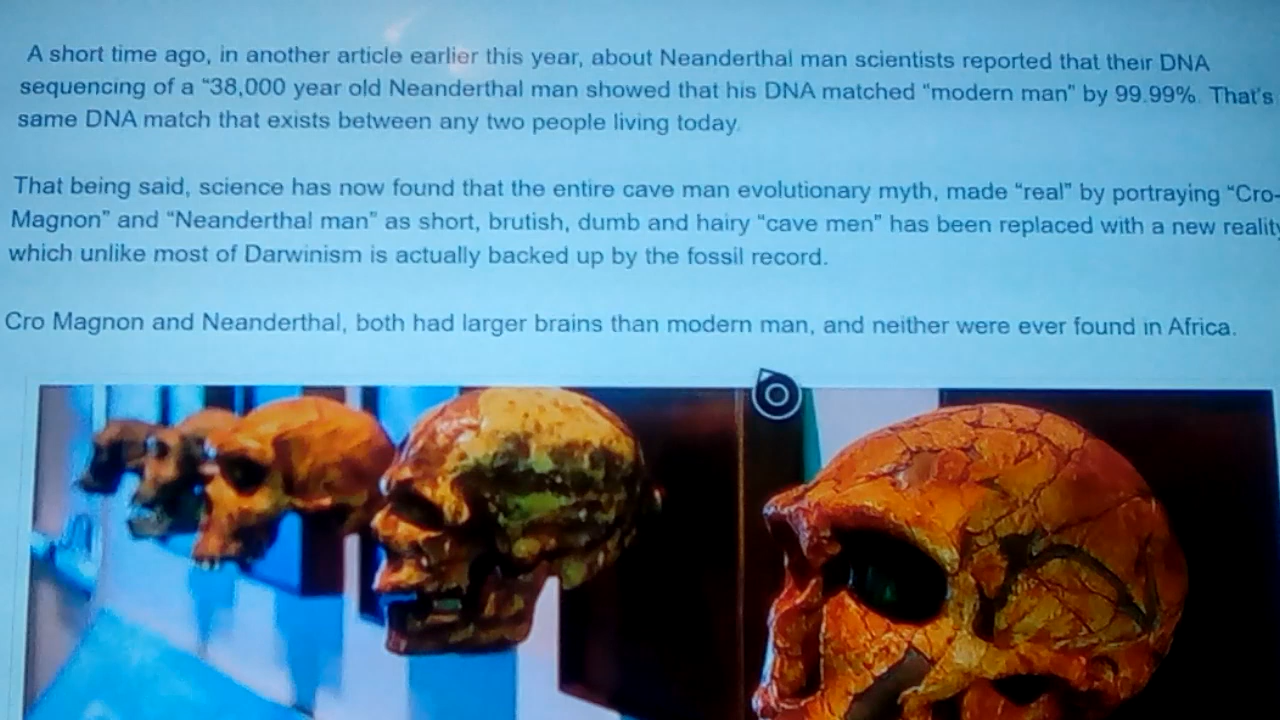 A short time ago, in another article earlier this year, about Neanderthal man scientists reported that their DNA
sequencing of a “38,000 year old Neanderthal man showed that his DNA matched “modern man” by 99.99%. That’s
same DNA match that exists between any two people living today.
That being said, science has now found that the entire cave man evolutionary myth, made “real” by portraying “Cro-
Magnon” and “Neanderthal man” as short, brutish, dumb and hairy “cave men” has been replaced with a new reality
which unlike most of Darwinism is actually backed up by the fossil record.
Cro Magnon and Neanderthal, both had larger brains than modern man, and neither were ever found in Africa.